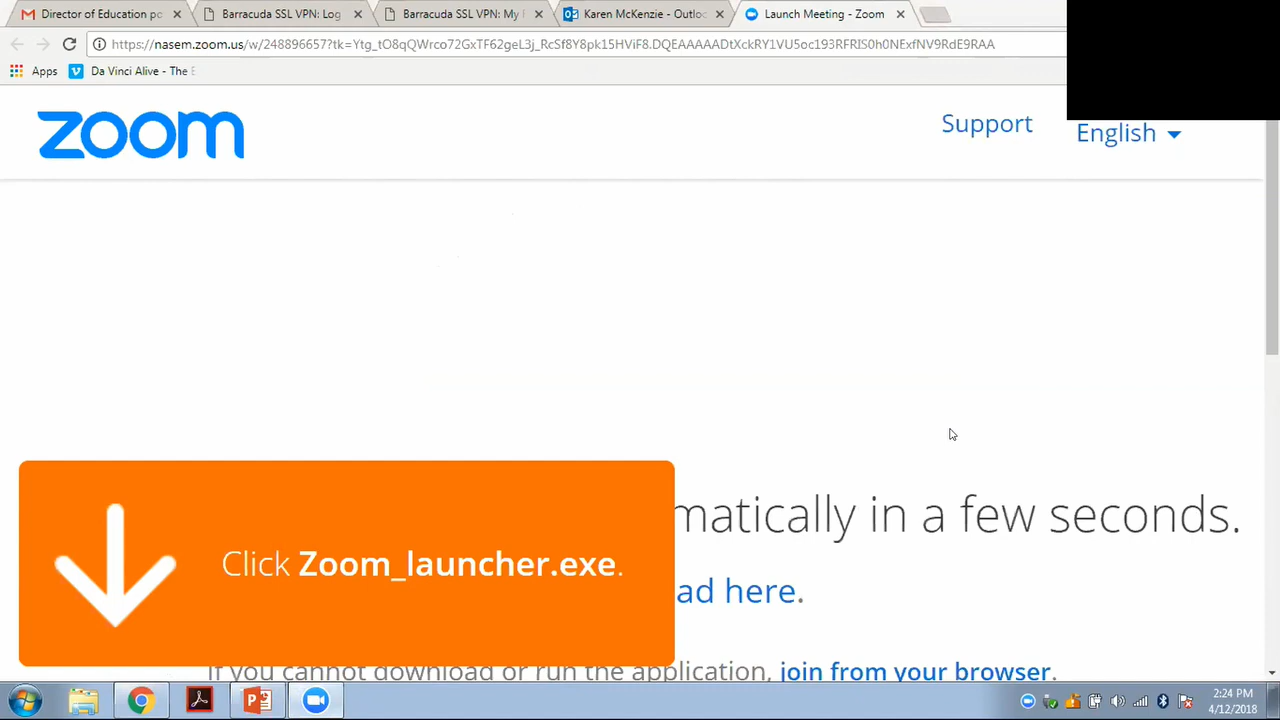 Director of Education po
Barracuda SSL VPN: Log
Barracuda SSL VPN: My F
Karen McKenzie - Outloo
Launch Meeting - Zoom
https://nasem.zoom.us/w/248896657?tk=Ytg_tO8qQWrco72GxTF62geL3j_RcSf8Y8pk15HViF8.DQEAAAAADtXckRY1VU5oc193RFRIS0h0NExfNV9RdE9RAA
Apps
Da Vinci Alive - The E
zoom
Support
English
matically in a few seconds.
Click Zoom_launcher.exe.
ad here.
If you cannot download or run the application, join from your browser.
2:24 PM
4/12/2018